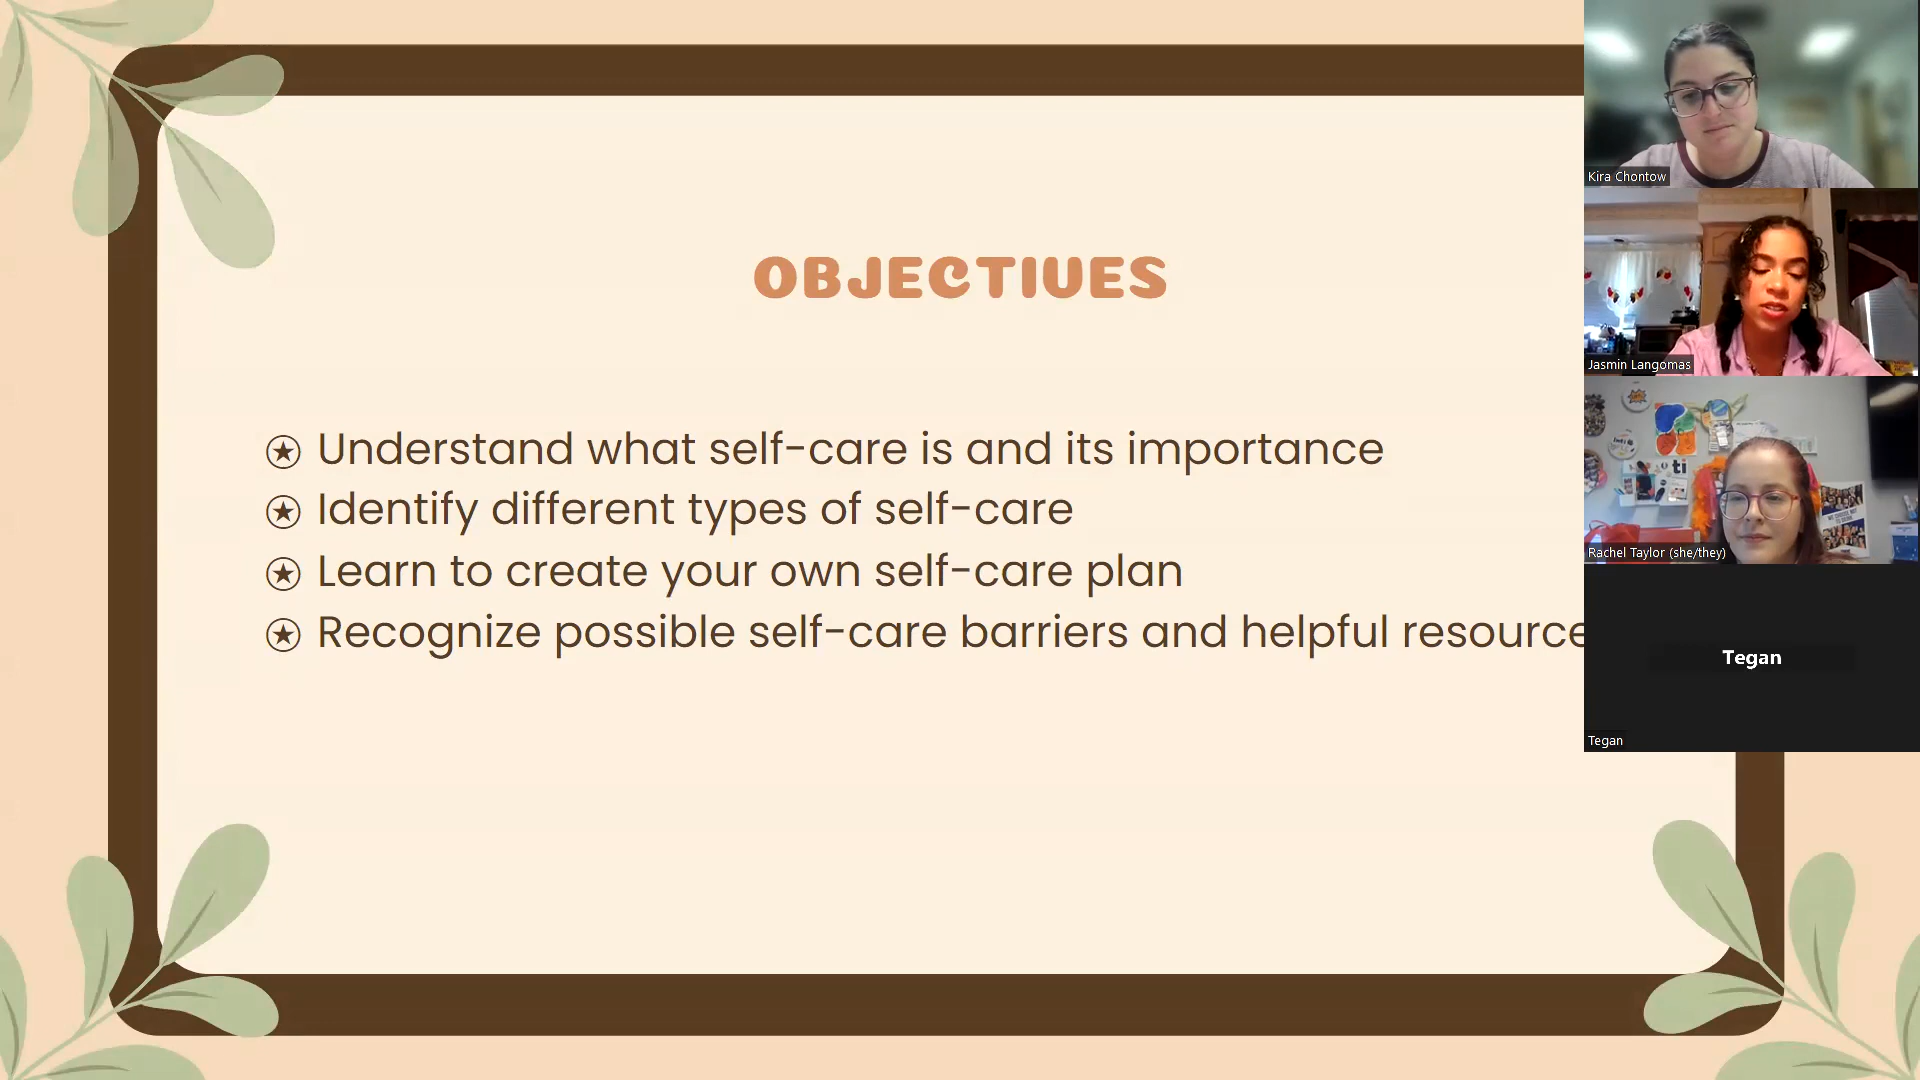 OBJECTIVES
Understand what self-care is and its importance
Identify different types of self-care
Learn to create your own self-care plan
Recognize possible self-care barriers and helpful resource
Kira Chontow
Jasmin Langomas
Rachel Taylor (she/they)
Tegan
Tegan